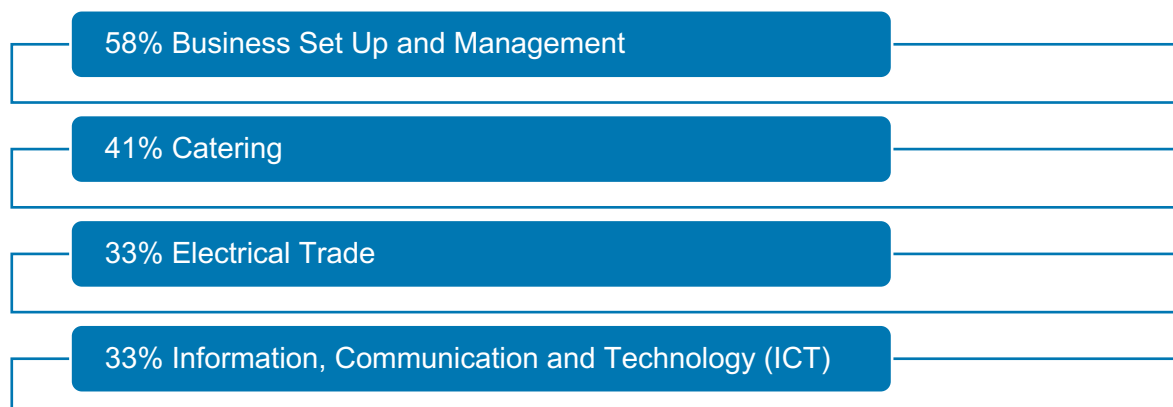 58% Business Set Up and Management
41% Catering
33% Electrical Trade
33% Information, Communication and Technology (ICT)